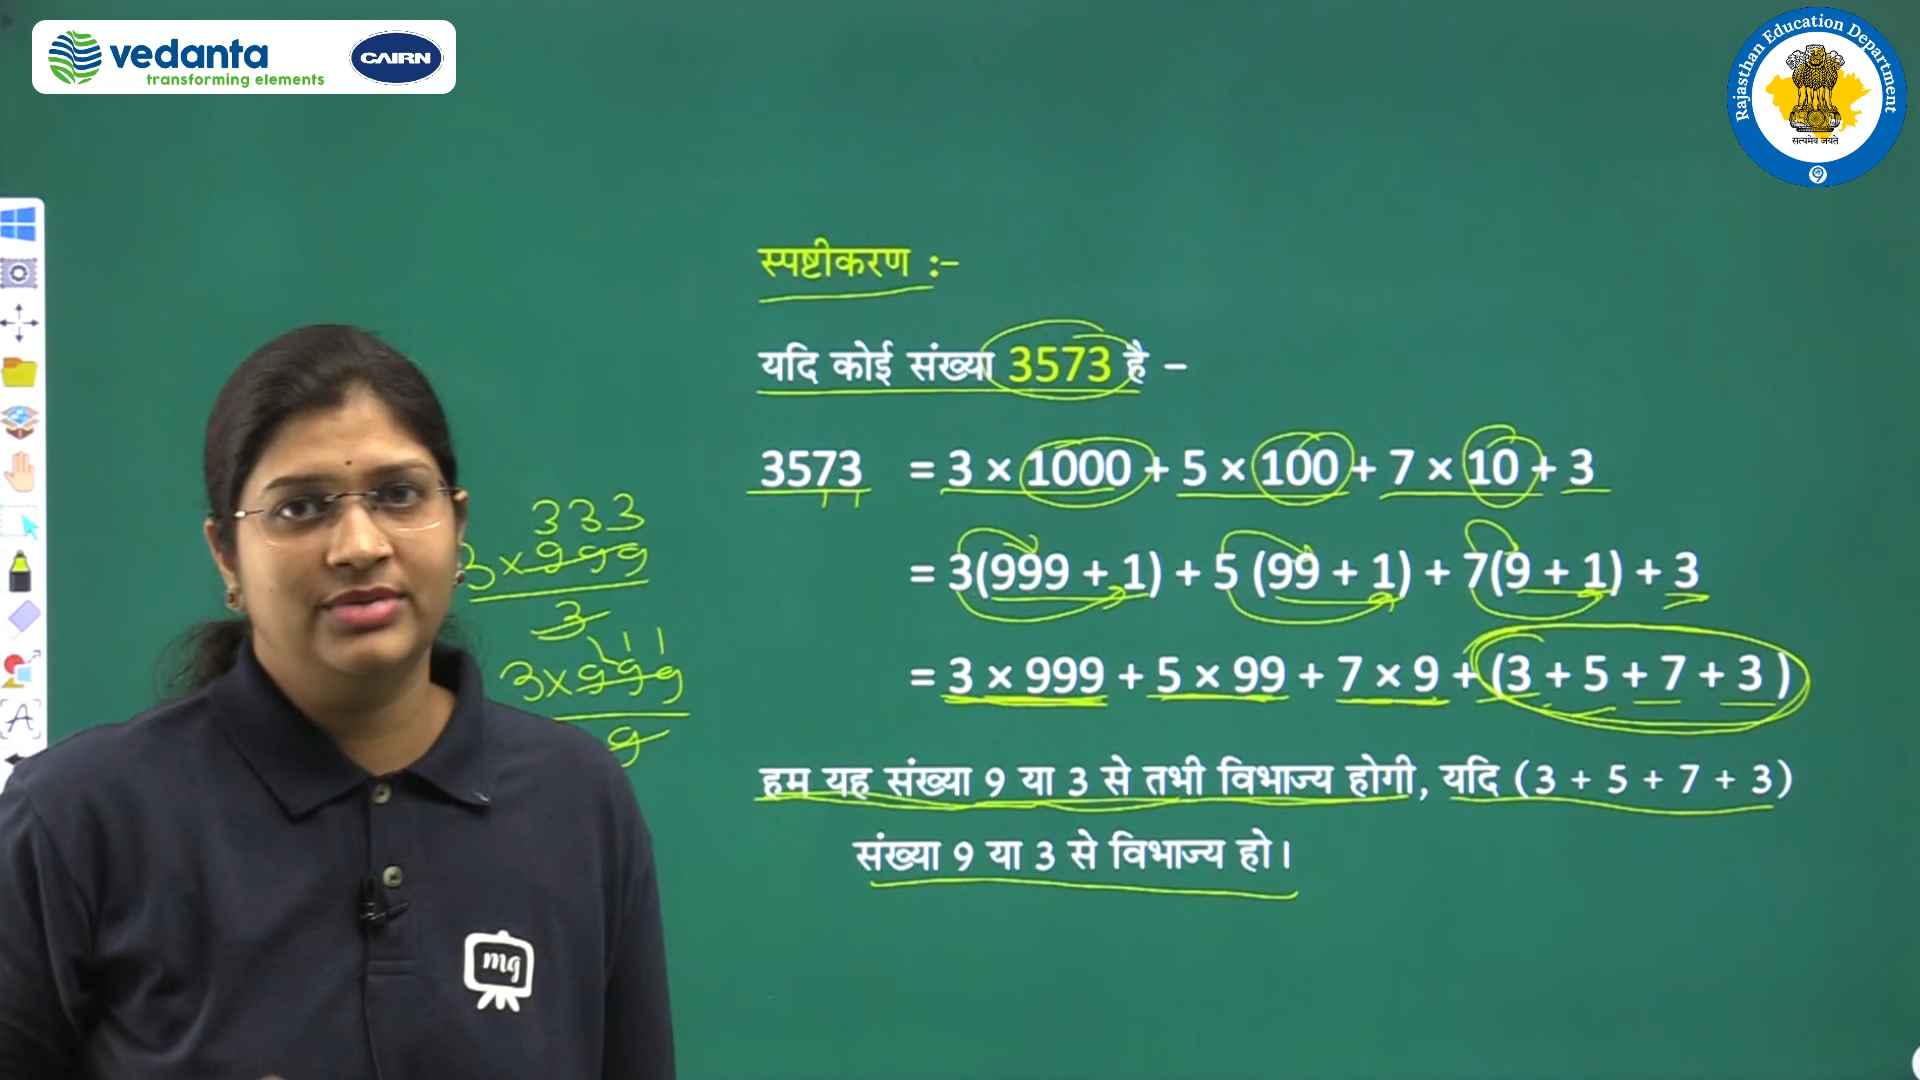 vedanta
transforming elements
CAIRN
Rajasthan Education Department
सत्यमेव जयते
स्पष्टीकरण :-
यदि कोई संख्या 3573 है –
3573 = 3 × 1000 + 5 × 100 + 7 × 10 + 3
= 3(999 + 1) + 5 (99 + 1) + 7(9 + 1) + 3
= 3 × 999 + 5 × 99 + 7 × 9 + (3 + 5 + 7 + 3 )
हम यह संख्या 9 या 3 से तभी विभाज्य होगी, यदि (3 + 5 + 7 + 3)
संख्या 9 या 3 से विभाज्य हो।
333
3×999
3
111
3×999
9
mg